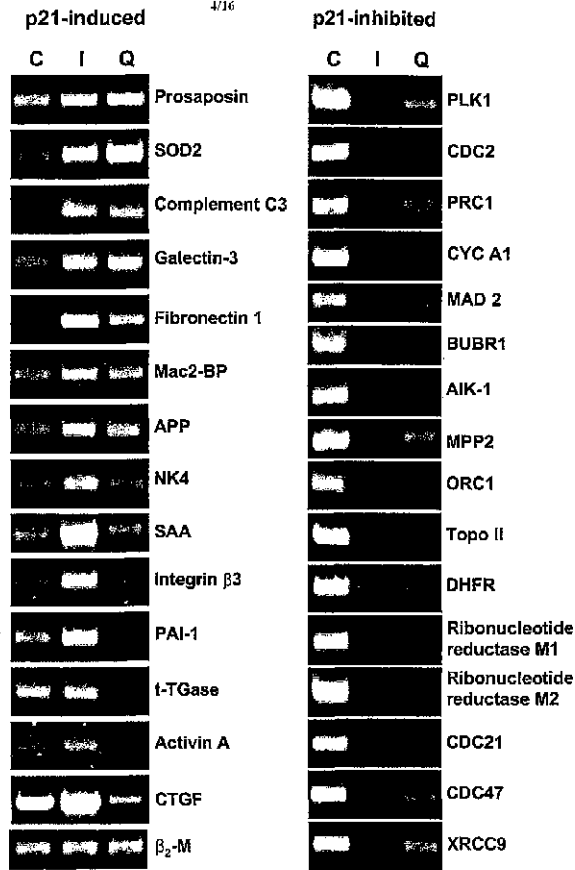 4/16
p21-induced
C I Q
Prosaposin
SOD2
Complement C3
Galectin-3
Fibronectin 1
Mac2-BP
APP
NK4
SAA
Integrin β3
PAI-1
t-TGase
Activin A
CTGF
β₂-M
p21-inhibited
C I Q
PLK1
CDC2
PRC1
CYC A1
MAD 2
BUBR1
AIK-1
MPP2
ORC1
Topo II
DHFR
Ribonucleotide
reductase M1
Ribonucleotide
reductase M2
CDC21
CDC47
XRCC9